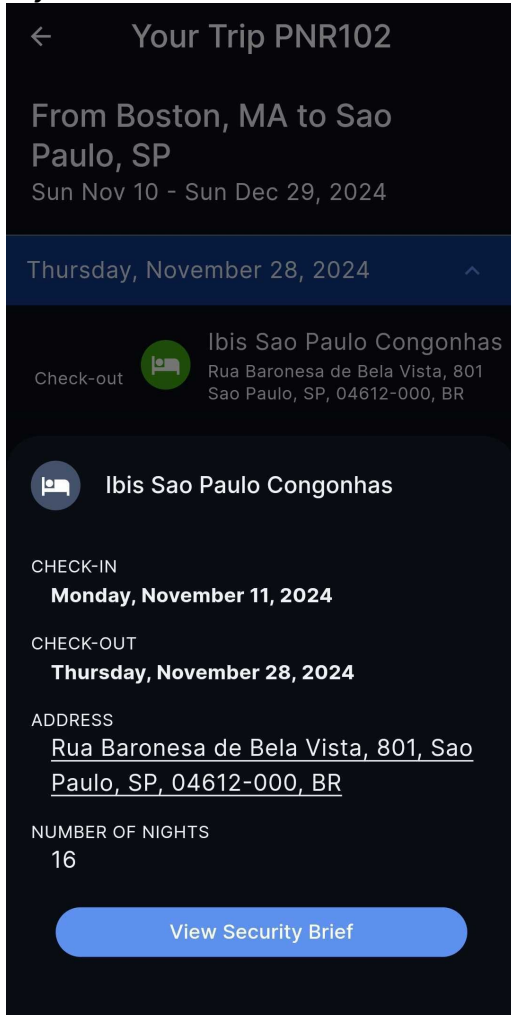 Your Trip PNR102
From Boston, MA to Sao
Paulo, SP
Sun Nov 10 - Sun Dec 29, 2024
Thursday, November 28, 2024
Ibis Sao Paulo Congonhas
Check-out
Rua Baronesa de Bela Vista, 801
Sao Paulo, SP, 04612-000, BR
Ibis Sao Paulo Congonhas
CHECK-IN
Monday, November 11, 2024
CHECK-OUT
Thursday, November 28, 2024
ADDRESS
Rua Baronesa de Bela Vista, 801, Sao
Paulo, SP, 04612-000, BR
NUMBER OF NIGHTS
16
View Security Brief